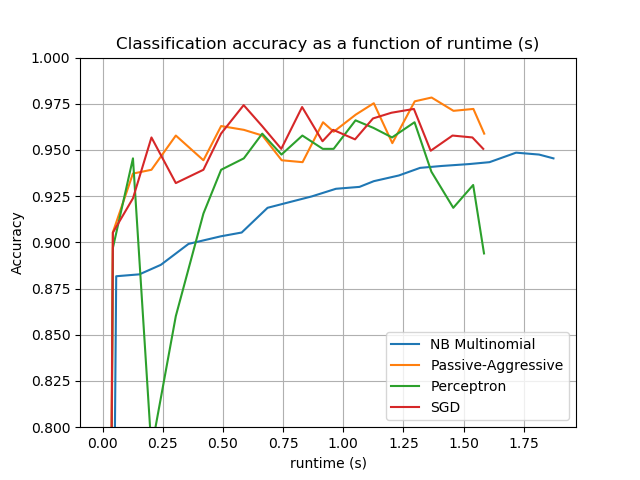 Classification accuracy as a function of runtime (s)
1.000
0.975
0.950
0.925
0.900
0.875
0.850
0.825
0.800
Accuracy
NB Multinomial
Passive-Aggressive
Perceptron
SGD
0.00 0.25 0.50 0.75 1.00 1.25 1.50 1.75
runtime (s)